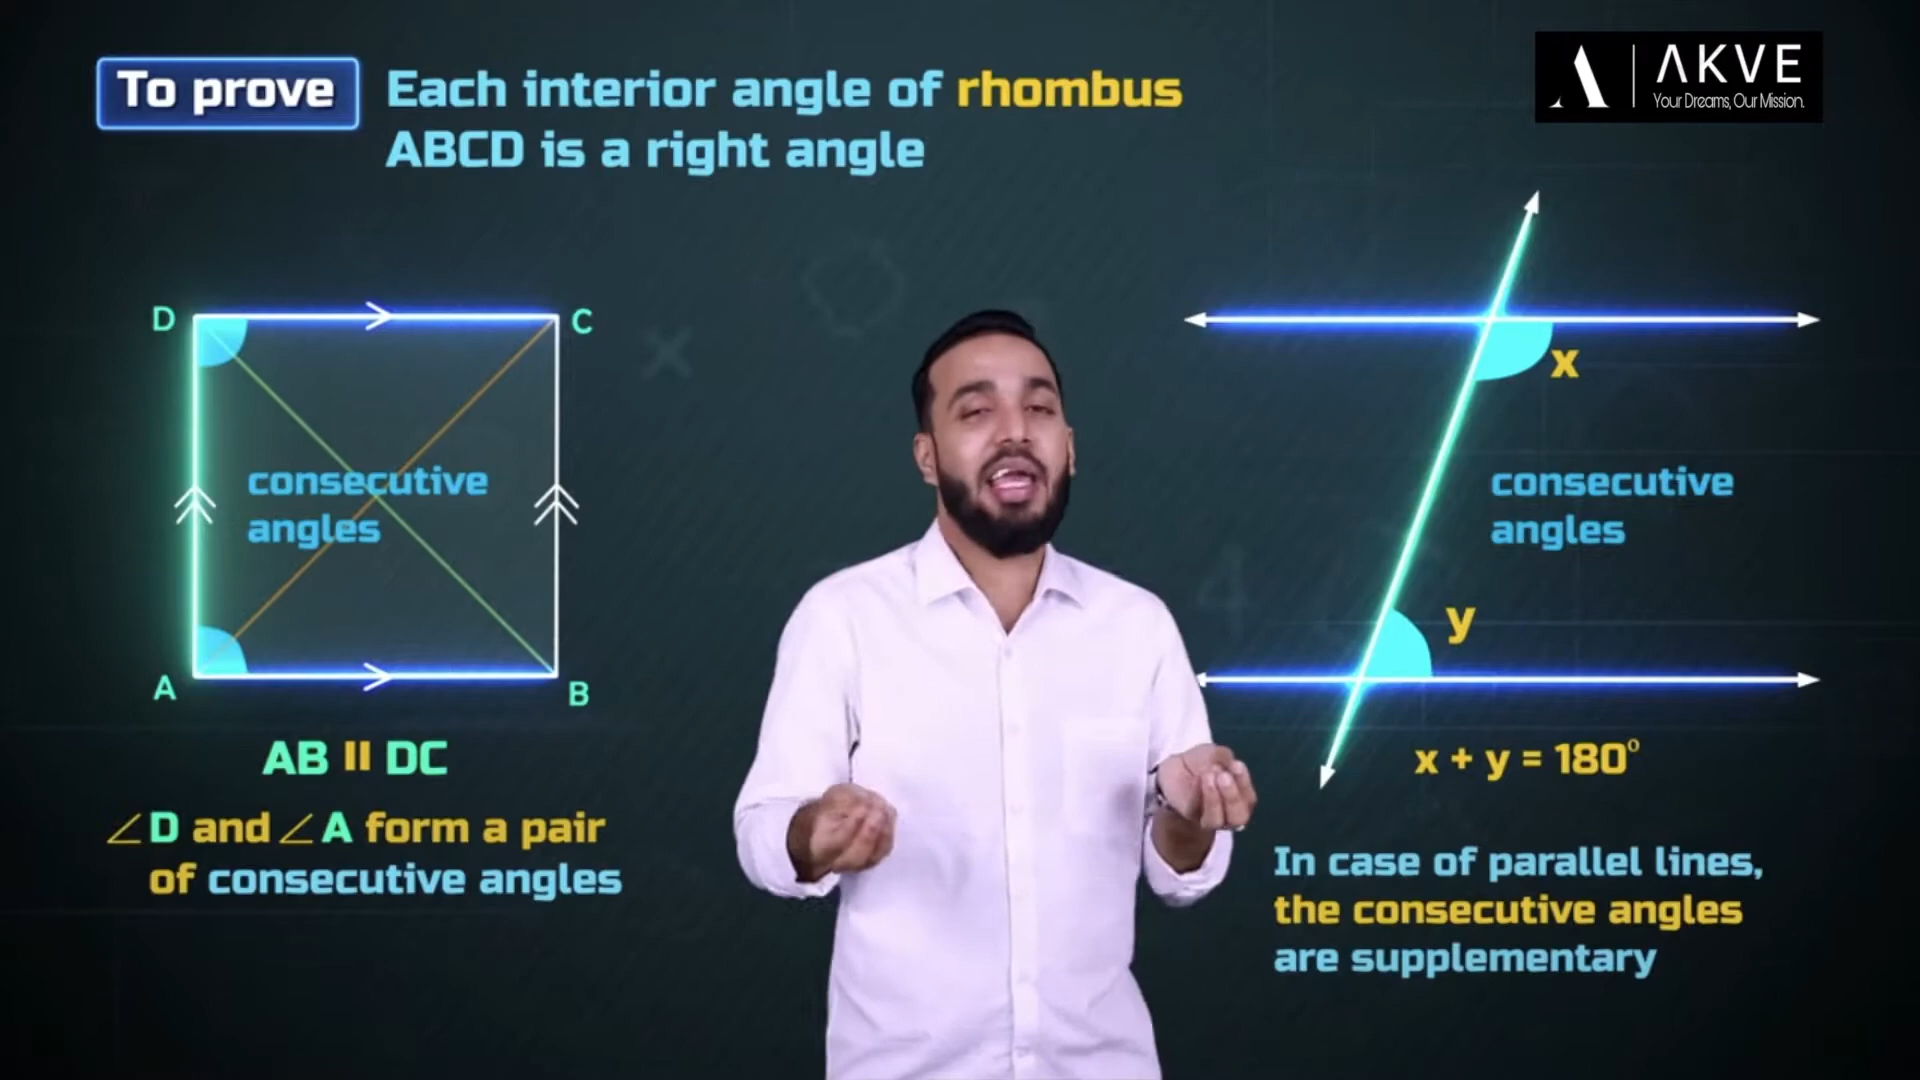 To prove
Each interior angle of rhombus
ABCD is a right angle
AKVE
Your Dreams, Our Mission.
D
C
consecutive
angles
A
B
AB || DC
∠D and ∠A form a pair
of consecutive angles
x
consecutive
angles
y
x + y = 180°
In case of parallel lines,
the consecutive angles
are supplementary